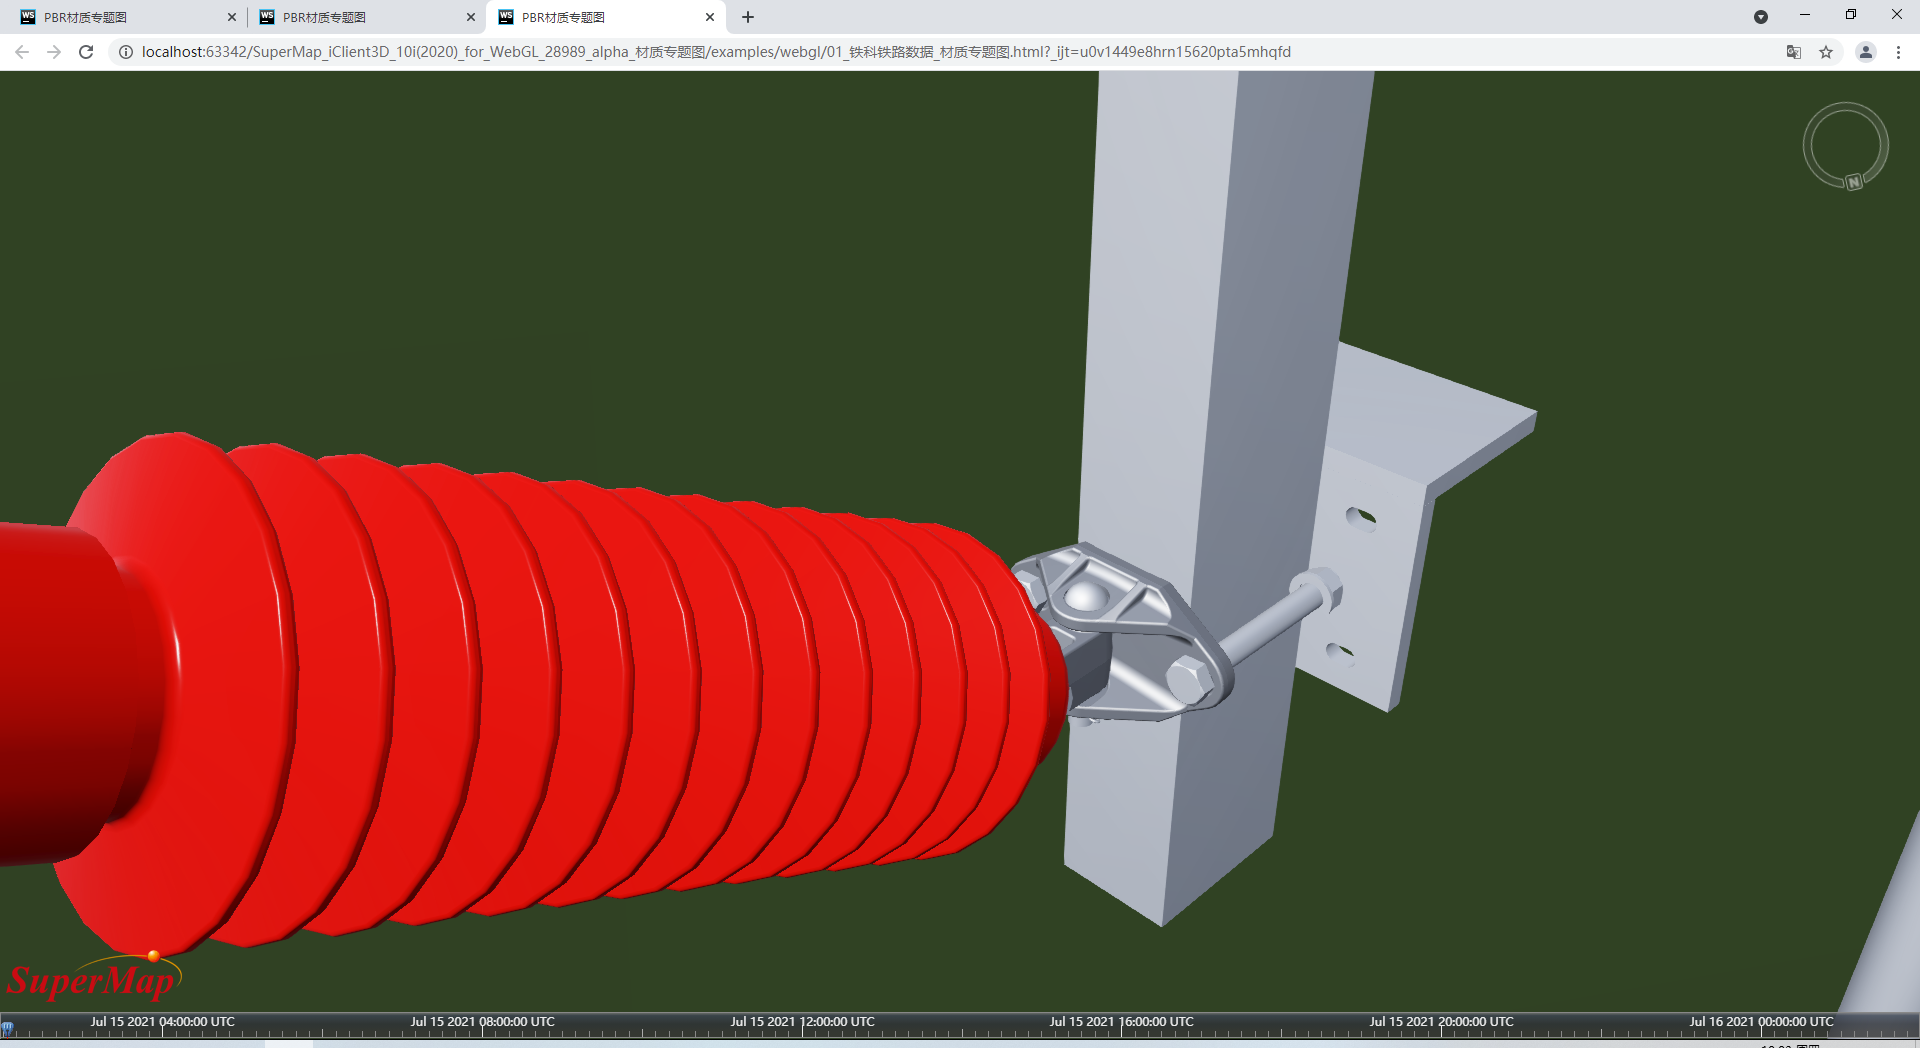 PBR材质专题图
PBR材质专题图
PBR材质专题图
localhost:63342/SuperMap_iClient3D_10i(2020)_for_WebGL_28989_alpha_材质专题图/examples/webgl/01_铁科铁路数据_材质专题图.html?_ijt=u0v1449e8hrn15620pta5mhqfd
N
SuperMap
Jul 15 2021 04:00:00 UTC
Jul 15 2021 08:00:00 UTC
Jul 15 2021 12:00:00 UTC
Jul 15 2021 16:00:00 UTC
Jul 15 2021 20:00:00 UTC
Jul 16 2021 00:00:00 UTC